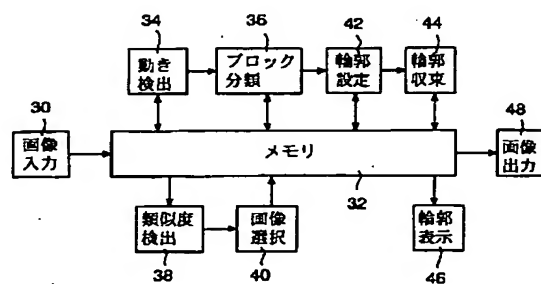 34
36
42
44
動き
検出
ブロック
分類
輪郭
設定
輪郭
収束
30
画像
入力
メモリ
32
48
画像
出力
類似度
検出
38
画像
選択
40
輪郭
表示
46